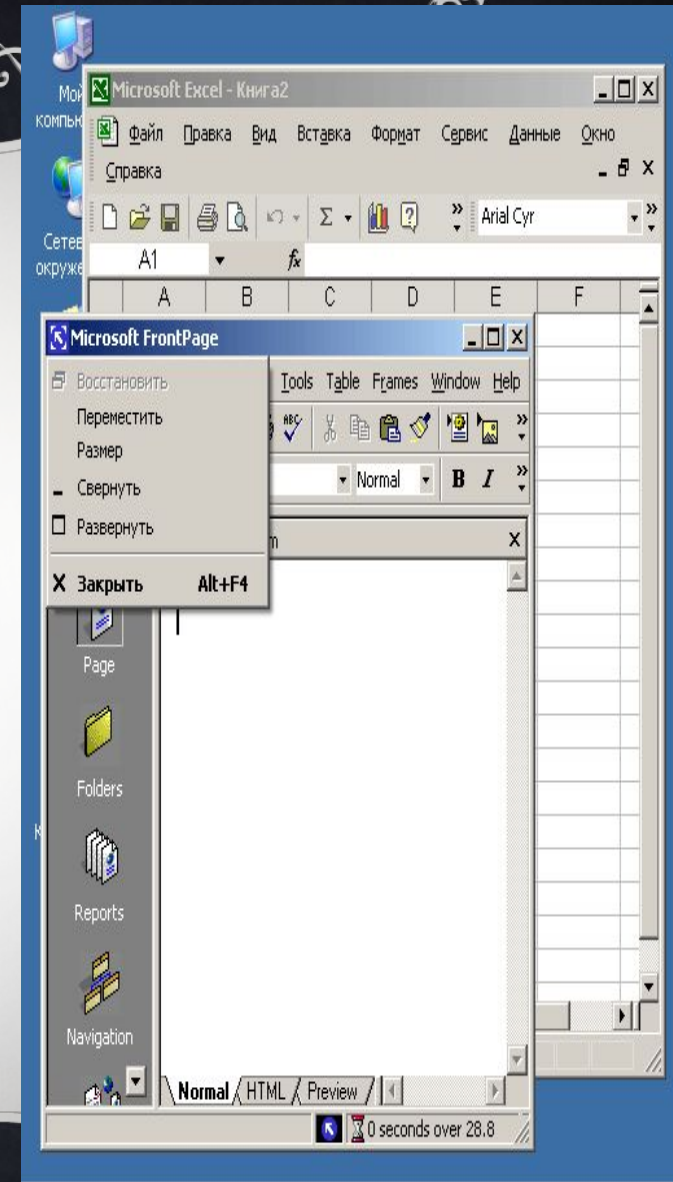 Мой
Microsoft Excel - Книга2
Файл Правка Вид Вставка Формат Сервис Данные Окно
Справка
Σ Arial Cyr
A1 fx
A B C D E F
Microsoft FrontPage
Tools Table Frames Window Help
Normal B I
Восстановить
Переместить
Размер
Свернуть
Развернуть
Закрыть Alt+F4
Page
Folders
Reports
Navigation
Normal HTML Preview
0 seconds over 28.8